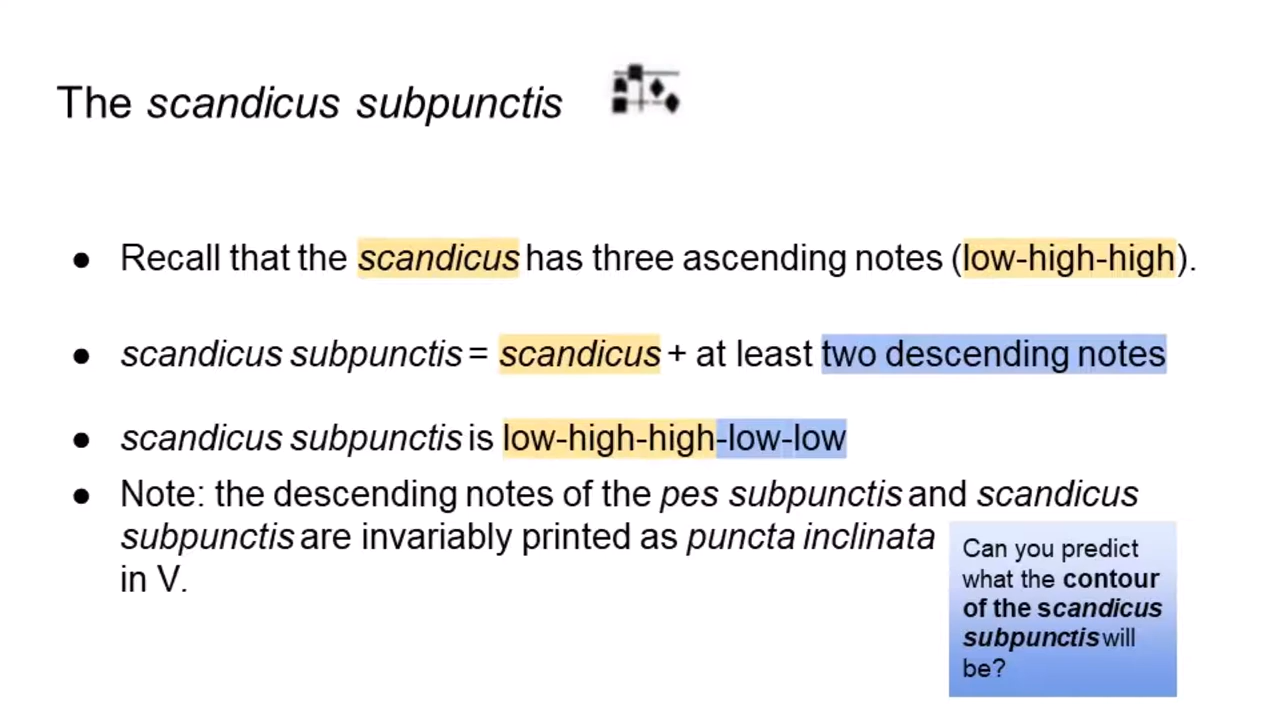 The scandicus subpunctis
● Recall that the scandicus has three ascending notes (low-high-high).
● scandicus subpunctis = scandicus + at least two descending notes
● scandicus subpunctis is low-high-high-low-low
● Note: the descending notes of the pes subpunctis and scandicus
subpunctis are invariably printed as puncta inclinata
in V.
Can you predict
what the contour
of the scandicus
subpunctis will
be?